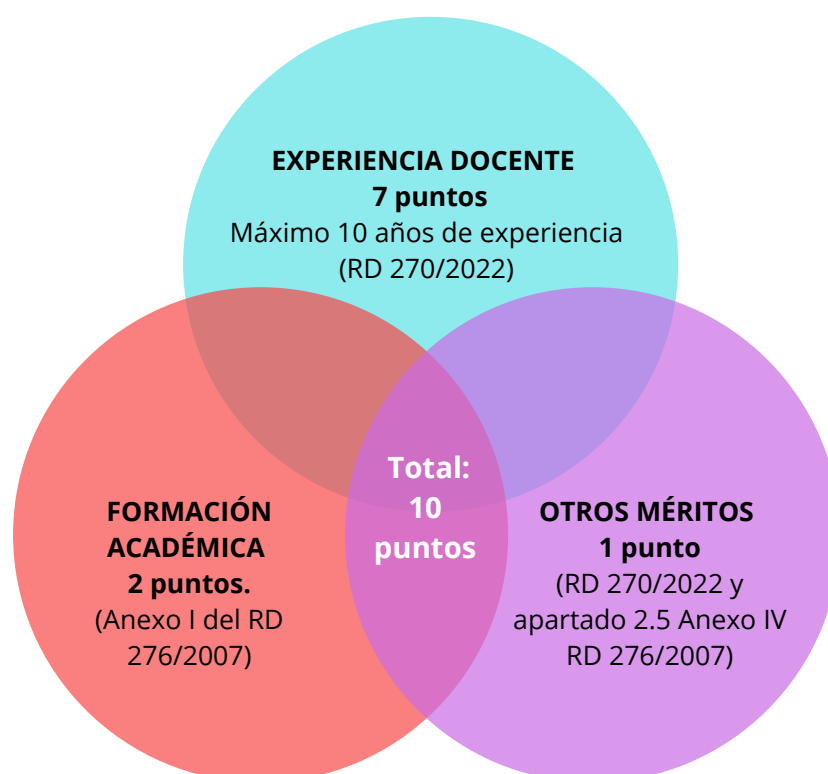 EXPERIENCIA DOCENTE
7 puntos
Máximo 10 años de experiencia
(RD 270/2022)
Total:
10
puntos
FORMACIÓN
ACADÉMICA
2 puntos.
(Anexo I del RD
276/2007)
OTROS MÉRITOS
1 punto
(RD 270/2022 y
apartado 2.5 Anexo IV
RD 276/2007)